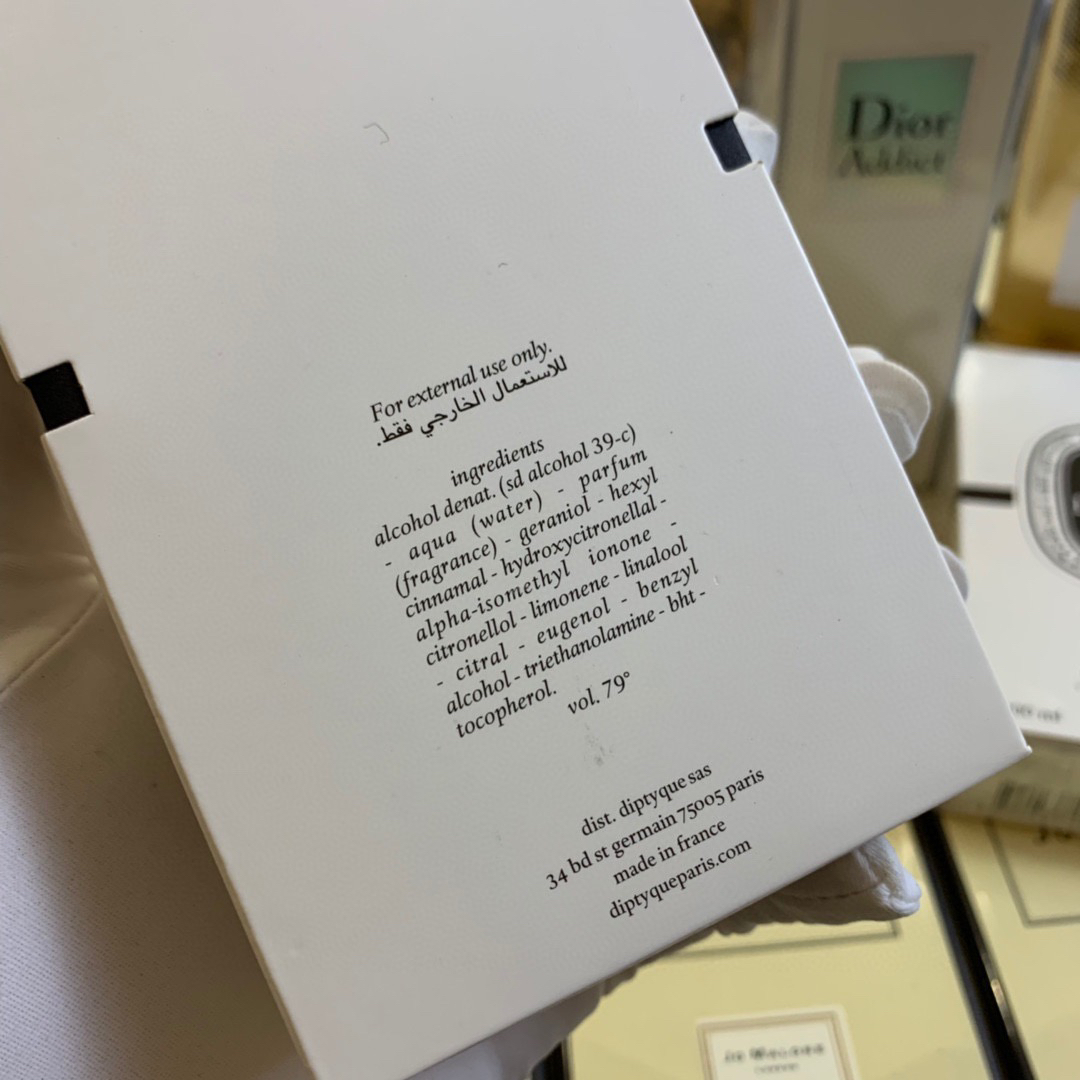 For external use only.
للاستعمال الخارجي فقط.
ingredients
alcohol denat. (sd alcohol 39-c)
- aqua (water) - parfum
(fragrance) - geraniol - hexyl
cinnamal - hydroxycitronellal -
alpha-isomethyl ionone -
citronellol - limonene - linalool
- citral - eugenol - benzyl
alcohol - triethanolamine - bht -
tocopherol.
vol. 79°
dist. diptyque sas
34 bd st germain 75005 paris
made in france
diptyqueparis.com
Dior
Addict
Jo Malone